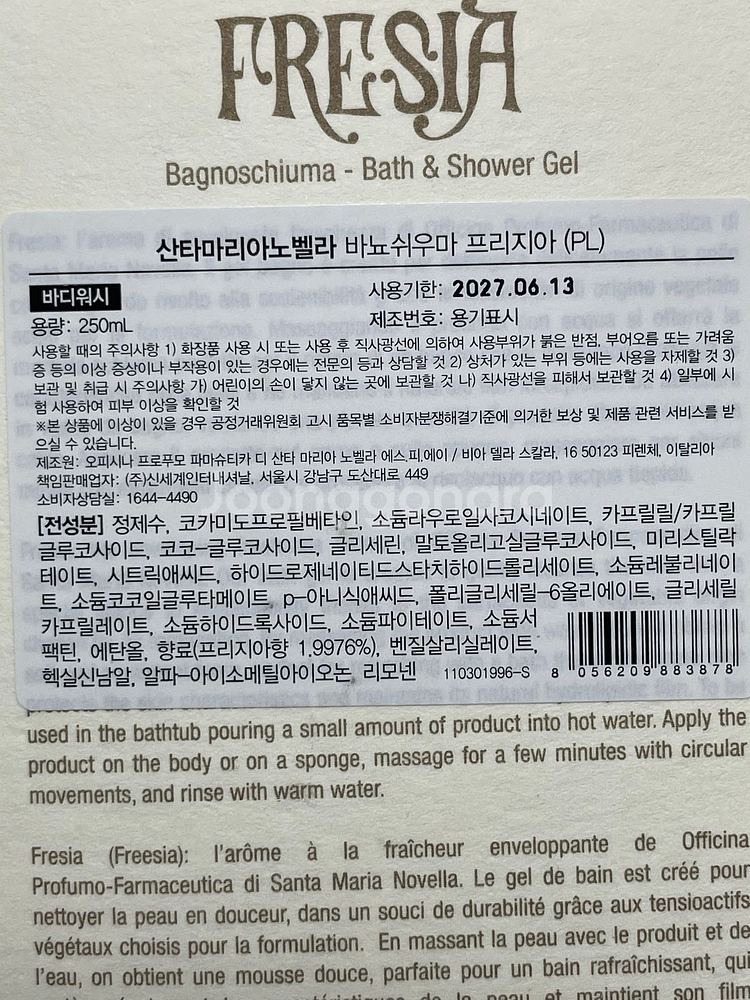 FRESIA
Bagnoschiuma - Bath & Shower Gel
산타마리아노벨라 바뇨쉬우마 프리지아 (PL)
바디워시
사용기한: 2027.06.13
용량: 250mL
제조번호: 용기표시
사용할 때의 주의사항 1) 화장품 사용 시 또는 사용 후 직사광선에 의하여 사용부위가 붉은 반점, 부어오름 또는 가려움
증 등의 이상 증상이나 부작용이 있는 경우에는 전문의 등과 상담할 것 2) 상처가 있는 부위 등에는 사용을 자제할 것 3)
보관 및 취급 시 주의사항 가) 어린이의 손이 닿지 않는 곳에 보관할 것 나) 직사광선을 피해서 보관할 것 4) 일부에 시
험 사용하여 피부 이상을 확인할 것
※본 상품에 이상이 있을 경우 공정거래위원회 고시 품목별 소비자분쟁해결기준에 의거한 보상 및 제품 관련 서비스를 받
으실 수 있습니다.
제조원: 오피시나 프로푸모 파마슈티카 디 산타 마리아 노벨라 에스.피.에이 / 비아 델라 스칼라, 16 50123 피렌체, 이탈리아
책임판매업자: (주)신세계인터내셔날, 서울시 강남구 도산대로 449
소비자상담실: 1644-4490
joonggonara
[전성분] 정제수, 코카미도프로필베타인, 소듐라우로일사코시네이트, 카프릴릴/카프릴
글루코사이드, 코코-글루코사이드, 글리세린, 말토올리고실글루코사이드, 미리스틸락
테이트, 시트릭애씨드, 하이드로제네이티드스타치하이드롤리세이트, 소듐레불리네이
트, 소듐코코일글루타메이트, p-아니식애씨드, 폴리글리세릴-6올리에이트, 글리세릴
카프릴레이트, 소듐하이드록사이드, 소듐파이테이트, 소듐서
팩틴, 에탄올, 향료(프리지아향 1.9976%), 벤질살리실레이트,
헥실신남알, 알파-아이소메틸아이오논, 리모넨 110301996-S
8 056209 883878
used in the bathtub pouring a small amount of product into hot water. Apply the
product on the body or on a sponge, massage for a few minutes with circular
movements, and rinse with warm water.
Fresia (Freesia): l'arôme à la fraîcheur enveloppante de Officina
Profumo-Farmaceutica di Santa Maria Novella. Le gel de bain est créé pour
nettoyer la peau en douceur, dans un souci de durabilité grâce aux tensioactifs
végétaux choisis pour la formulation. En massant la peau avec le produit et de
l'eau, on obtient une mousse douce, parfaite pour un bain rafraîchissant, qui
de la peau et maintient son film